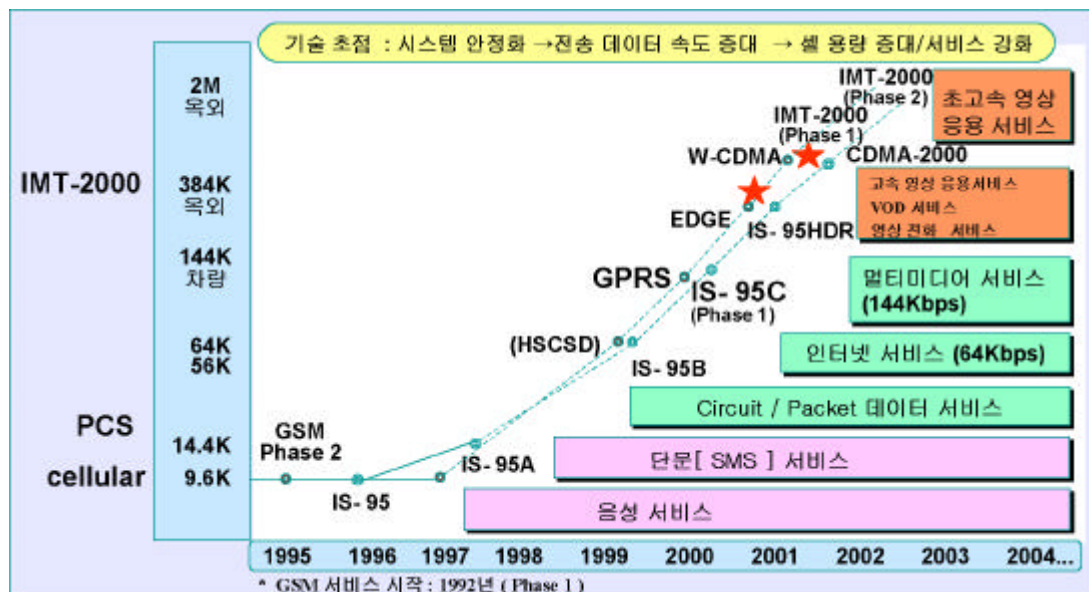 기술 초점 : 시스템 안정화 →전송 데이터 속도 증대 → 셀 용량 증대/서비스 강화
IMT-2000
PCS
cellular
2M
옥외
384K
옥외
144K
차량
64K
56K
14.4K
9.6K
IMT-2000
(Phase 2)
IMT-2000
(Phase 1)
W-CDMA
CDMA-2000
EDGE
IS-95HDR
GPRS
IS-95C
(Phase 1)
(HSCSD)
IS-95B
GSM
Phase 2
IS-95A
IS-95
초고속 영상
응용 서비스
고속 영상 응용서비스
VOD 서비스
영상 전화 서비스
멀티미디어 서비스
(144Kbps)
인터넷 서비스 (64Kbps)
Circuit / Packet 데이터 서비스
단문[ SMS ] 서비스
음성 서비스
1995 1996 1997 1998 1999 2000 2001 2002 2003 2004...
* GSM 서비스 시작 : 1992년 ( Phase 1 )